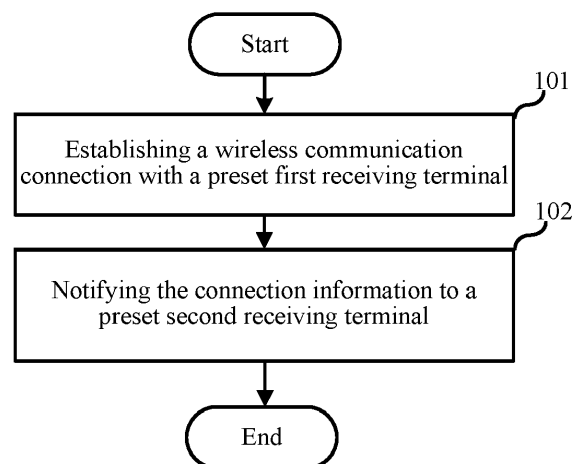 Start
101
Establishing a wireless communication
connection with a preset first receiving terminal
102
Notifying the connection information to a
preset second receiving terminal
End